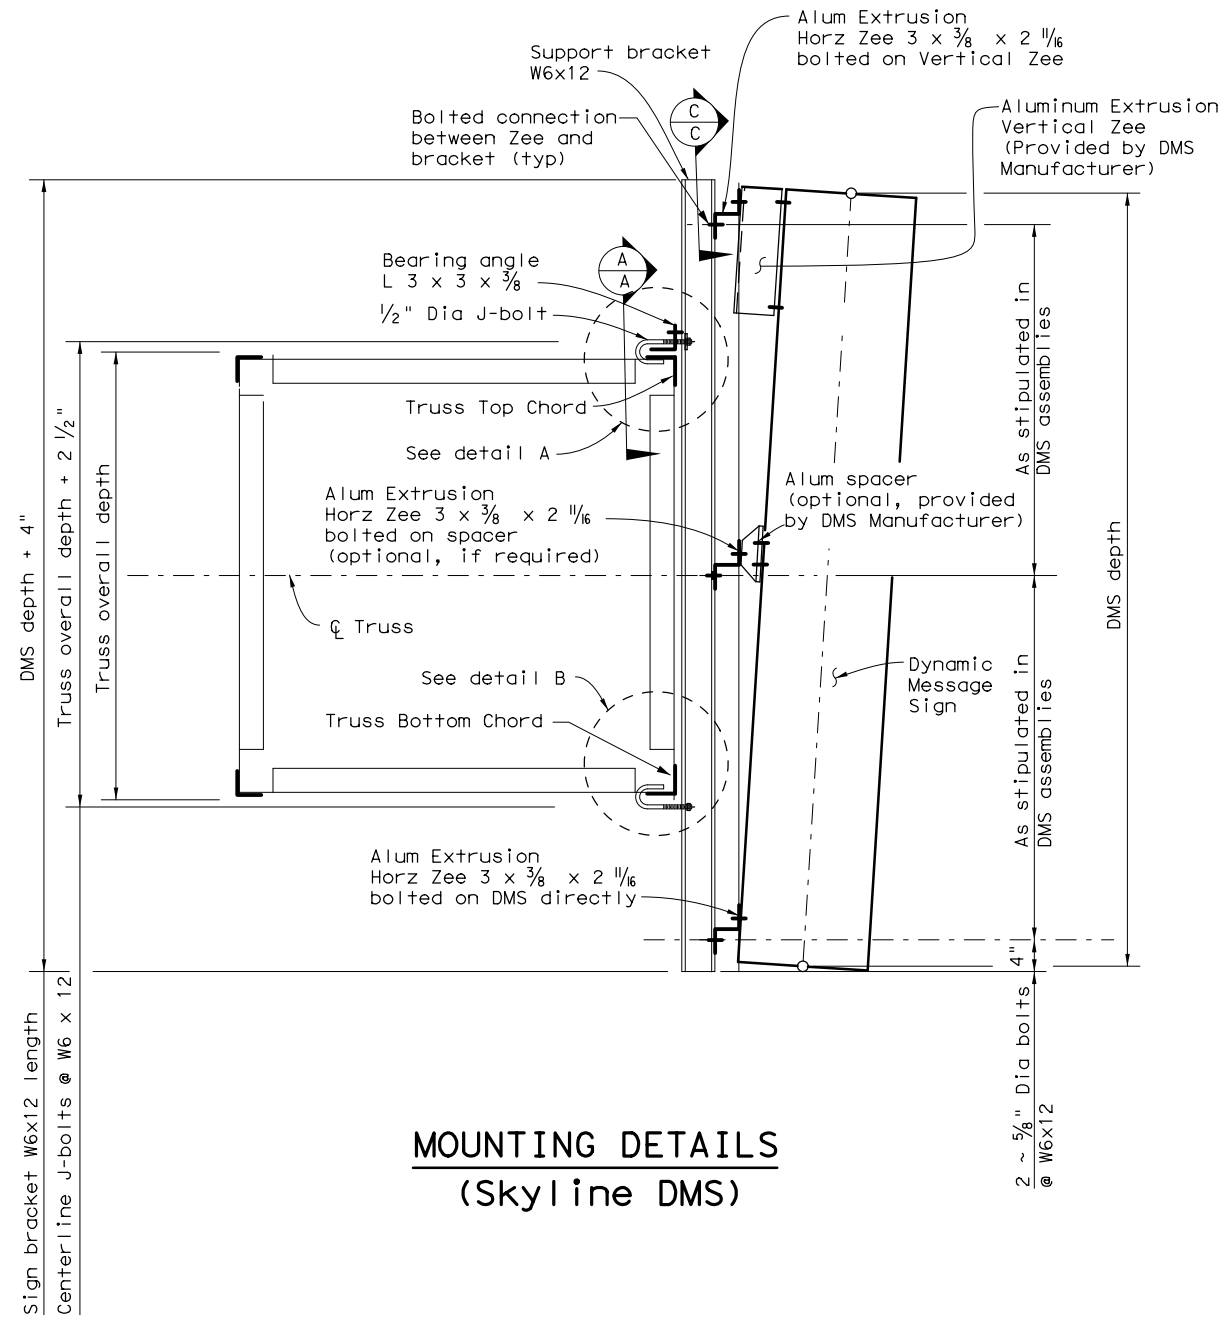 Alum Extrusion
Horz Zee 3 x 3/8 x 2 11/16
bolted on Vertical Zee
Support bracket
W6x12
C
C
Aluminum Extrusion
Vertical Zee
(Provided by DMS
Manufacturer)
Bolted connection
between Zee and
bracket (typ)
A
A
Bearing angle
L 3 x 3 x 3/8
1/2" Dia J-bolt
Truss Top Chord
See detail A
Alum Extrusion
Horz Zee 3 x 3/8 x 2 11/16
bolted on spacer
(optional, if required)
Alum spacer
(optional, provided
by DMS Manufacturer)
℄ Truss
See detail B
Truss Bottom Chord
Dynamic
Message
Sign
Alum Extrusion
Horz Zee 3 x 3/8 x 2 11/16
bolted on DMS directly
DMS depth + 4"
Truss overall depth + 2 1/2"
Truss overall depth
As stipulated in
DMS assemblies
DMS depth
As stipulated in
DMS assemblies
4"
Sign bracket W6x12 length
Centerline J-bolts @ W6 x 12
2 ~ 5/8" Dia bolts
@ W6x12
MOUNTING DETAILS
(Skyline DMS)